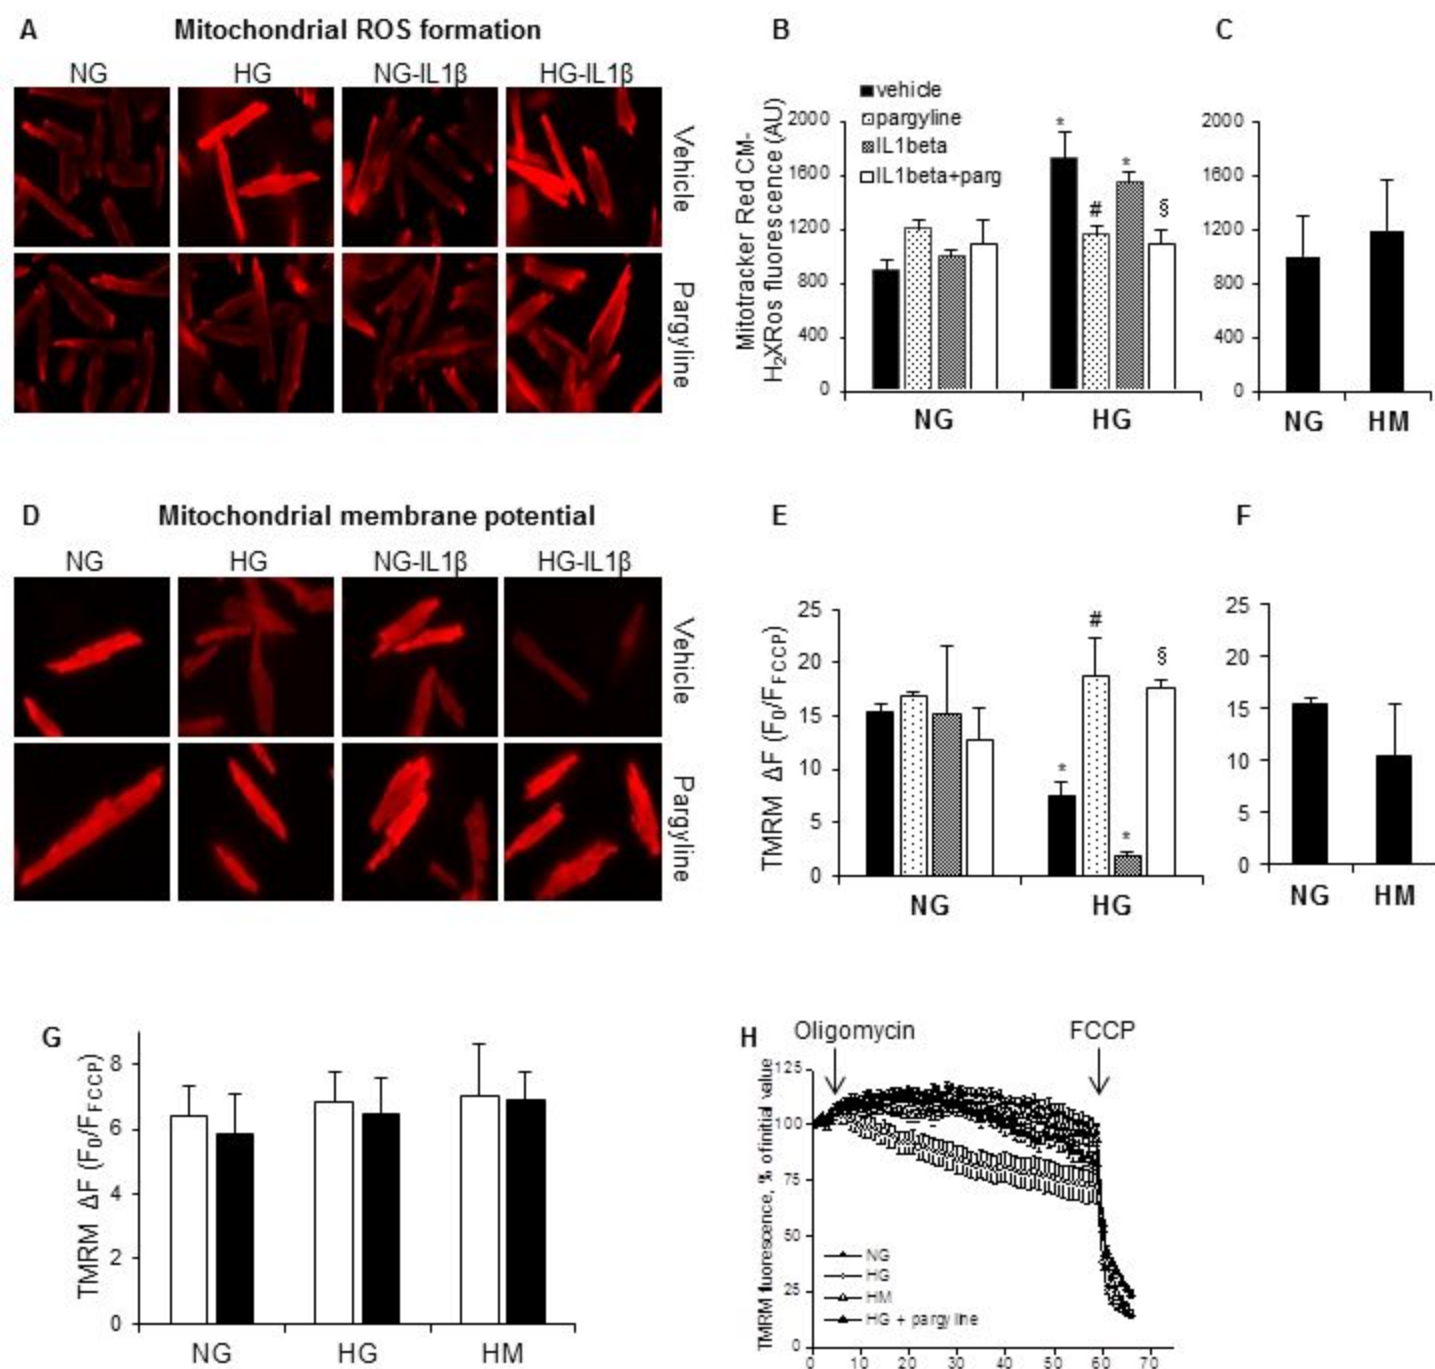 A Mitochondrial ROS formation
NG HG NG-IL1β HG-IL1β
Vehicle
Pargyline
B
vehicle
pargyline
IL1beta
IL1beta+parg
Mitotracker Red CM-
H2XRos fluorescence (AU)
2000
1600
1200
800
400
0
*
#
*
§
NG HG
C
2000
1600
1200
800
400
0
NG HM
D Mitochondrial membrane potential
NG HG NG-IL1β HG-IL1β
Vehicle
Pargyline
E
TMRM ΔF (F0/FFCCP)
25
20
15
10
5
0
*
#
*
§
NG HG
F
25
20
15
10
5
0
NG HM
G
TMRM ΔF (F0/FFCCP)
8
6
4
2
0
NG HG HM
H
Oligomycin FCCP
TMRM fluorescence, % of initial value
125
100
75
50
25
0
NG
HG
HM
HG + pargyline
0 10 20 30 40 50 60 70